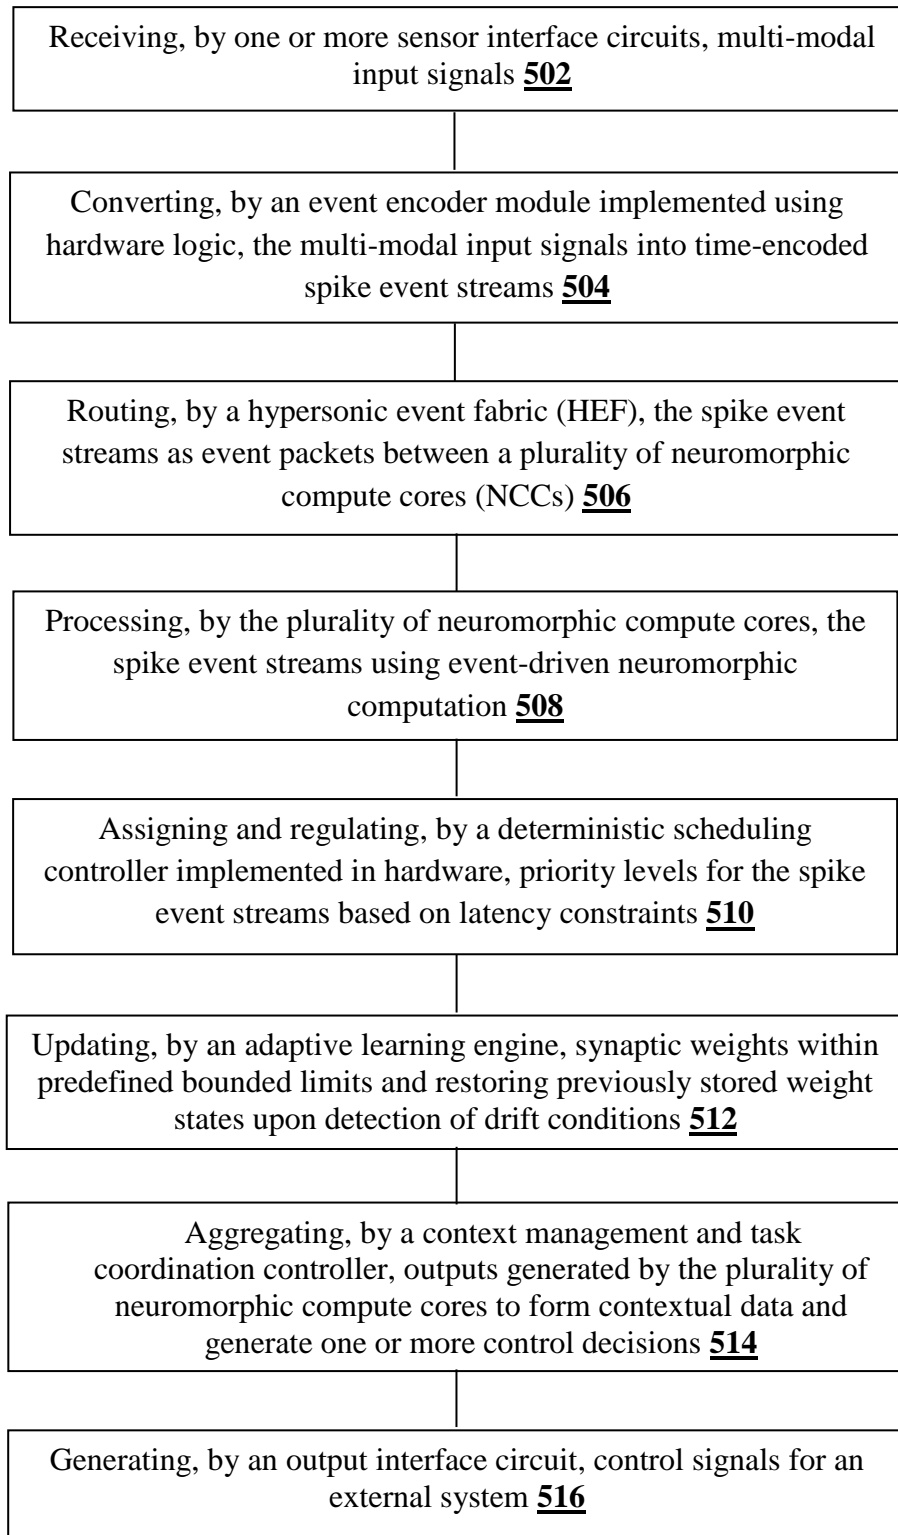 Receiving, by one or more sensor interface circuits, multi-modal
input signals 502
Converting, by an event encoder module implemented using
hardware logic, the multi-modal input signals into time-encoded
spike event streams 504
Routing, by a hypersonic event fabric (HEF), the spike event
streams as event packets between a plurality of neuromorphic
compute cores (NCCs) 506
Processing, by the plurality of neuromorphic compute cores, the
spike event streams using event-driven neuromorphic
computation 508
Assigning and regulating, by a deterministic scheduling
controller implemented in hardware, priority levels for the spike
event streams based on latency constraints 510
Updating, by an adaptive learning engine, synaptic weights within
predefined bounded limits and restoring previously stored weight
states upon detection of drift conditions 512
Aggregating, by a context management and task
coordination controller, outputs generated by the plurality of
neuromorphic compute cores to form contextual data and
generate one or more control decisions 514
Generating, by an output interface circuit, control signals for an
external system 516